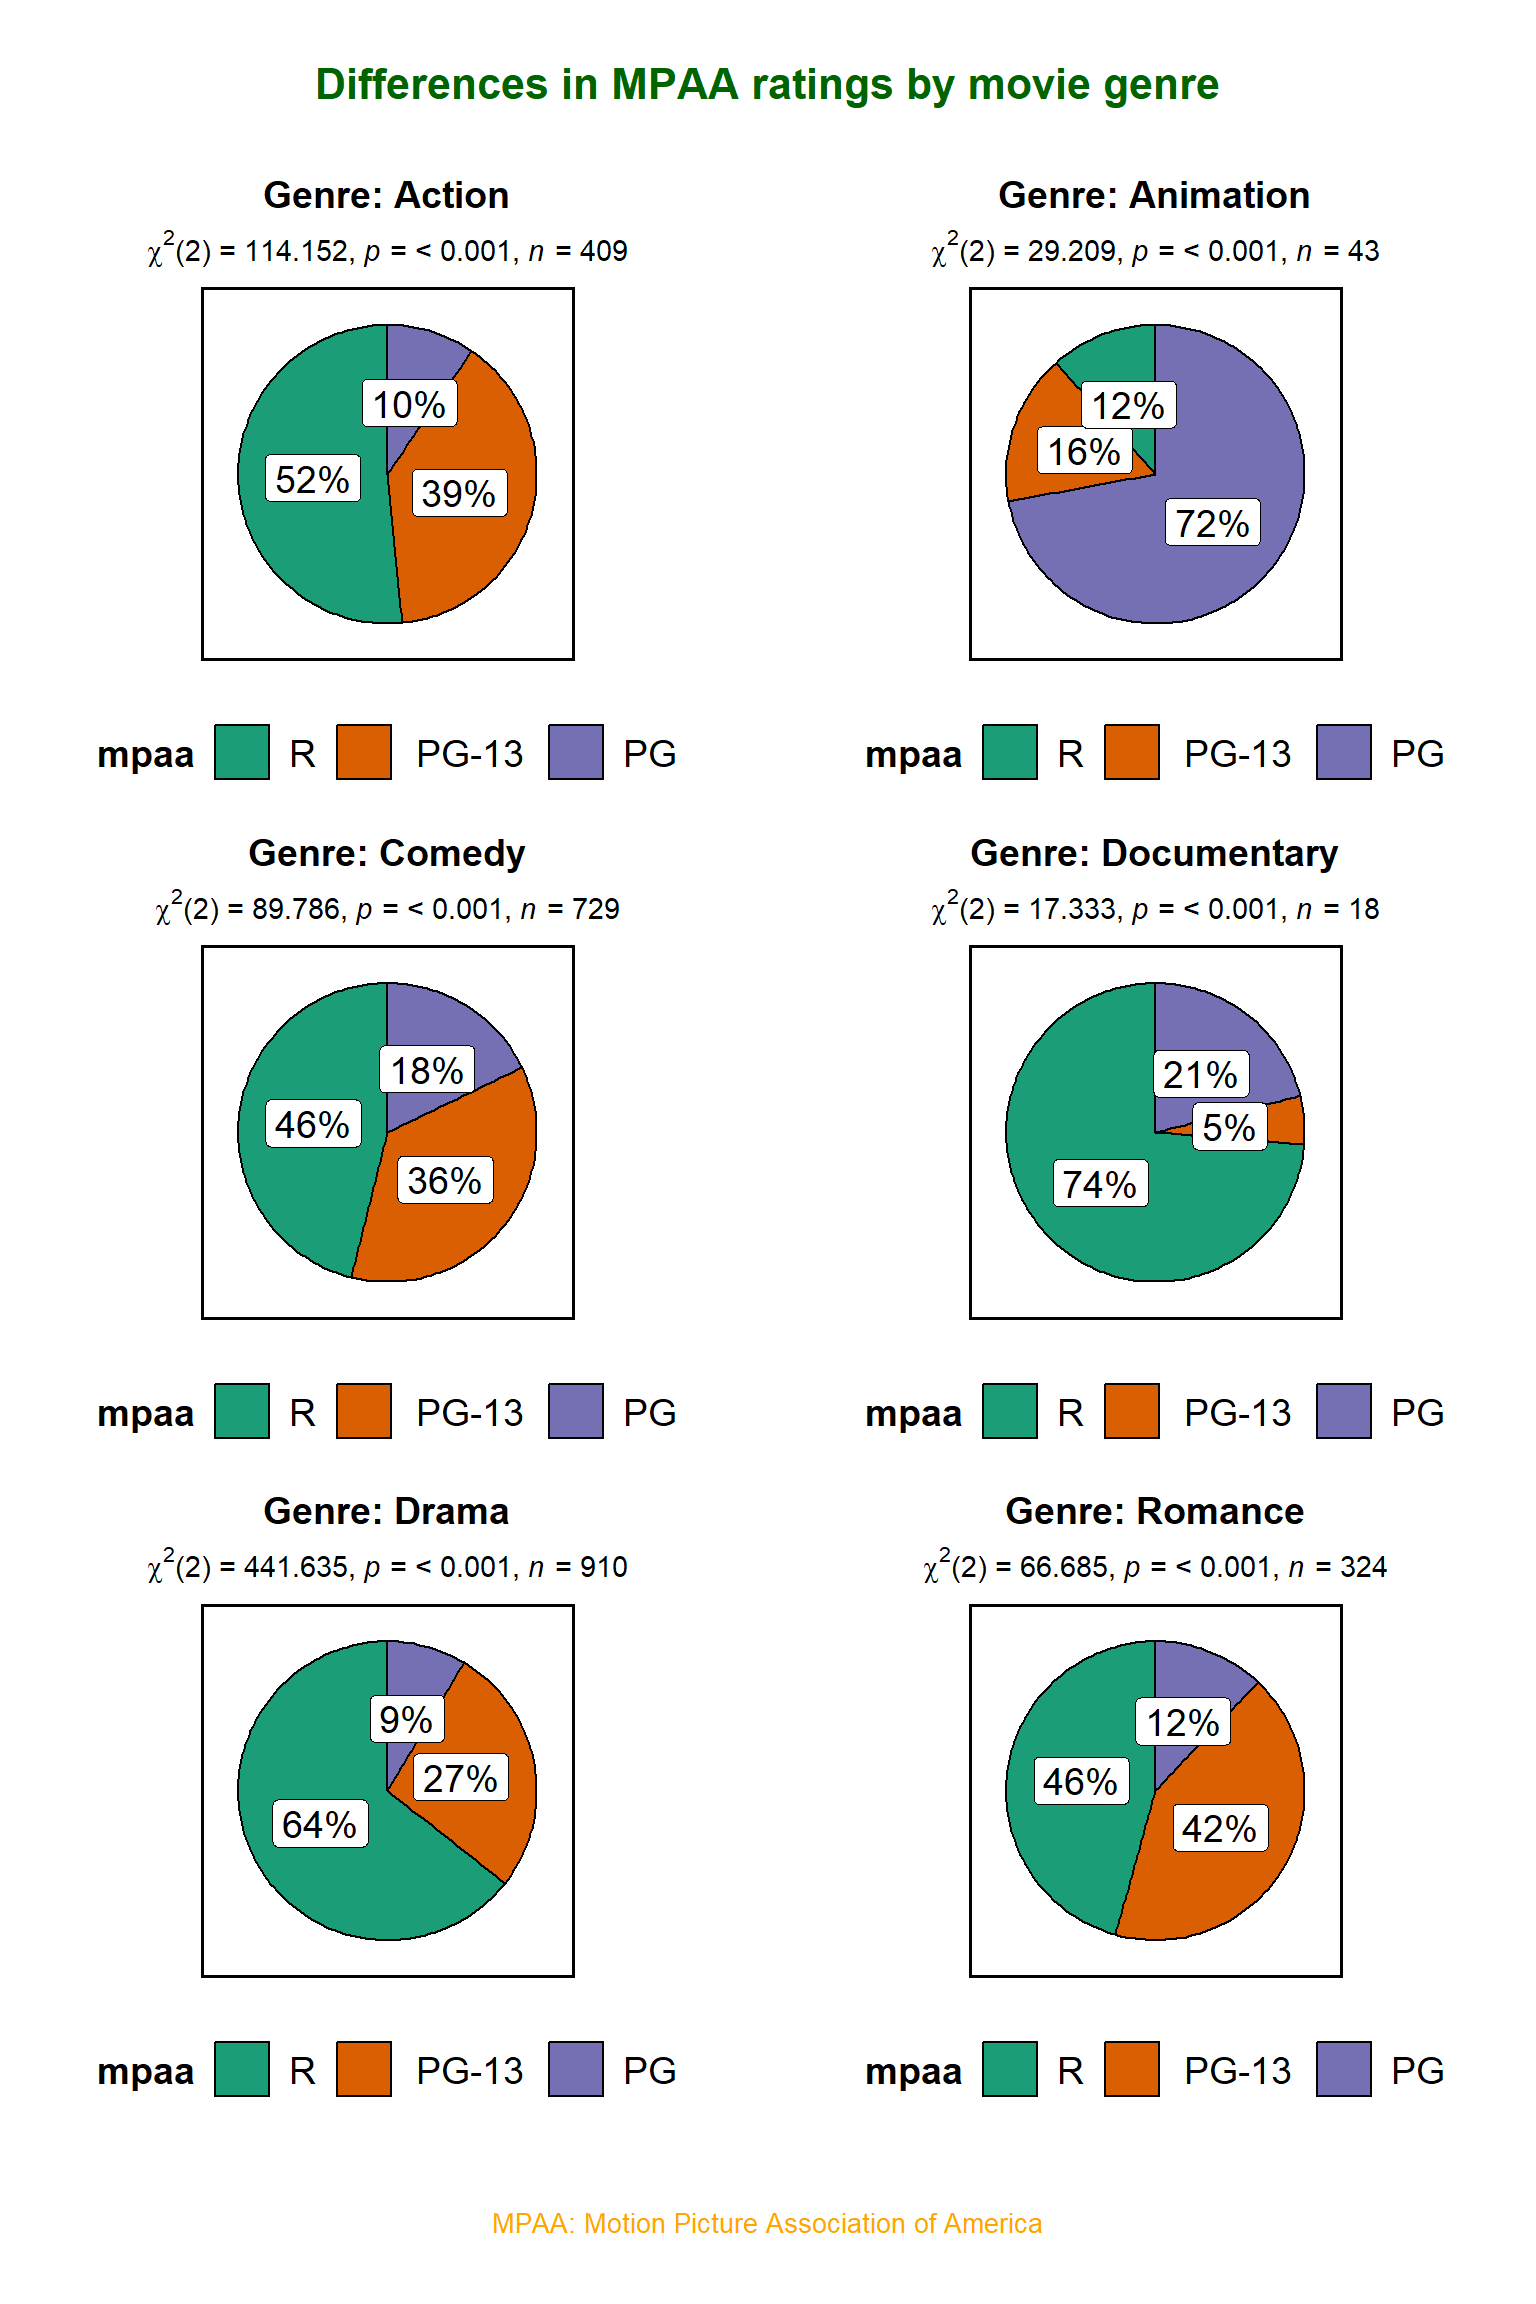 Differences in MPAA ratings by movie genre
Genre: Action
χ²(2) = 114.152, p = < 0.001, n = 409
10%
52%
39%
mpaa R PG-13 PG
Genre: Animation
χ²(2) = 29.209, p = < 0.001, n = 43
12%
16%
72%
mpaa R PG-13 PG
Genre: Comedy
χ²(2) = 89.786, p = < 0.001, n = 729
18%
46%
36%
mpaa R PG-13 PG
Genre: Documentary
χ²(2) = 17.333, p = < 0.001, n = 18
21%
5%
74%
mpaa R PG-13 PG
Genre: Drama
χ²(2) = 441.635, p = < 0.001, n = 910
9%
27%
64%
mpaa R PG-13 PG
Genre: Romance
χ²(2) = 66.685, p = < 0.001, n = 324
12%
46%
42%
mpaa R PG-13 PG
MPAA: Motion Picture Association of America